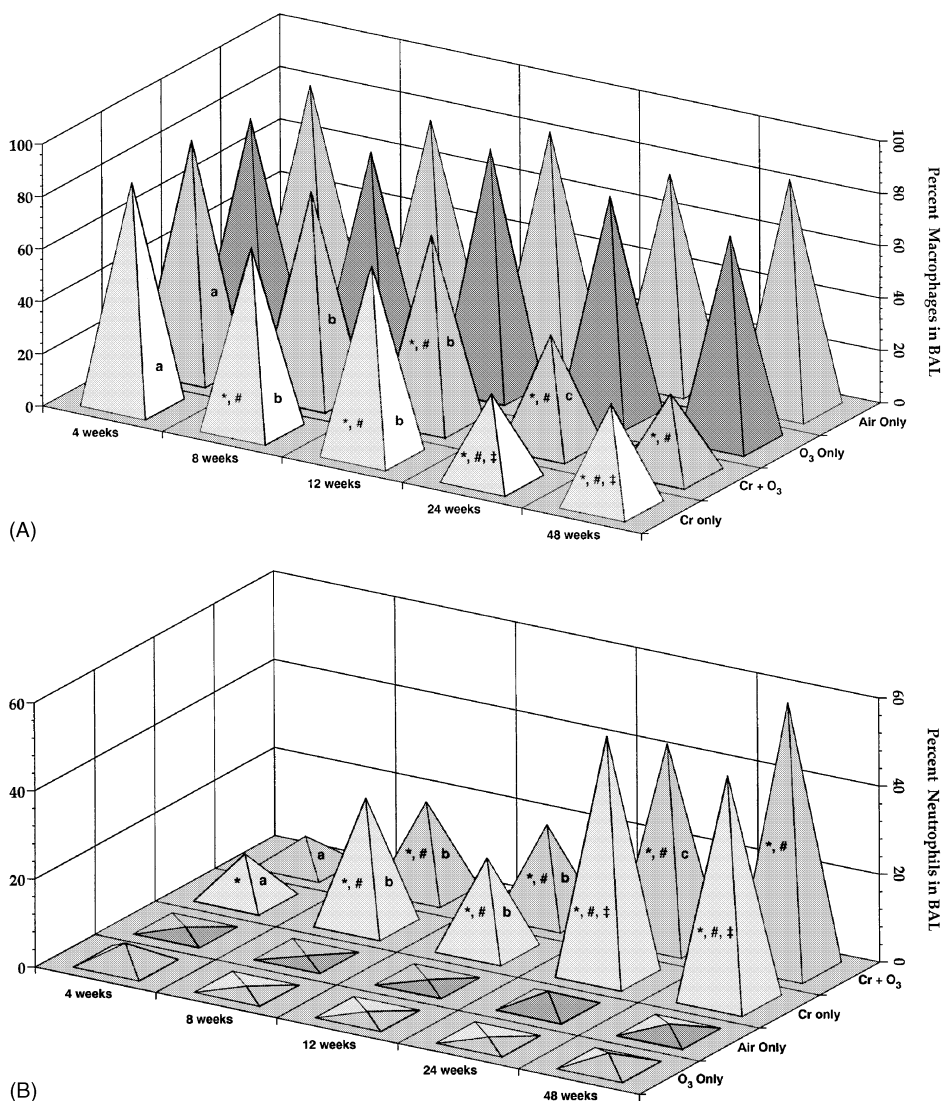 100
80
60
40
20
0
100
80
60
40
20
0
Percent Macrophages in BAL
a
a
b
*, # b
*, # b
*, # b
*, # c
*, #, ‡
*, #
*, #, ‡
4 weeks
8 weeks
12 weeks
24 weeks
48 weeks
Air Only
O₃ Only
Cr + O₃
Cr only
(A)
60
40
20
0
60
40
20
0
Percent Neutrophils in BAL
a
* a
*, # b
*, # b
*, # b
*, # b
*, # c
*, #, ‡
*, #
*, #, ‡
4 weeks
8 weeks
12 weeks
24 weeks
48 weeks
Cr + O₃
Cr only
Air Only
O₃ Only
(B)